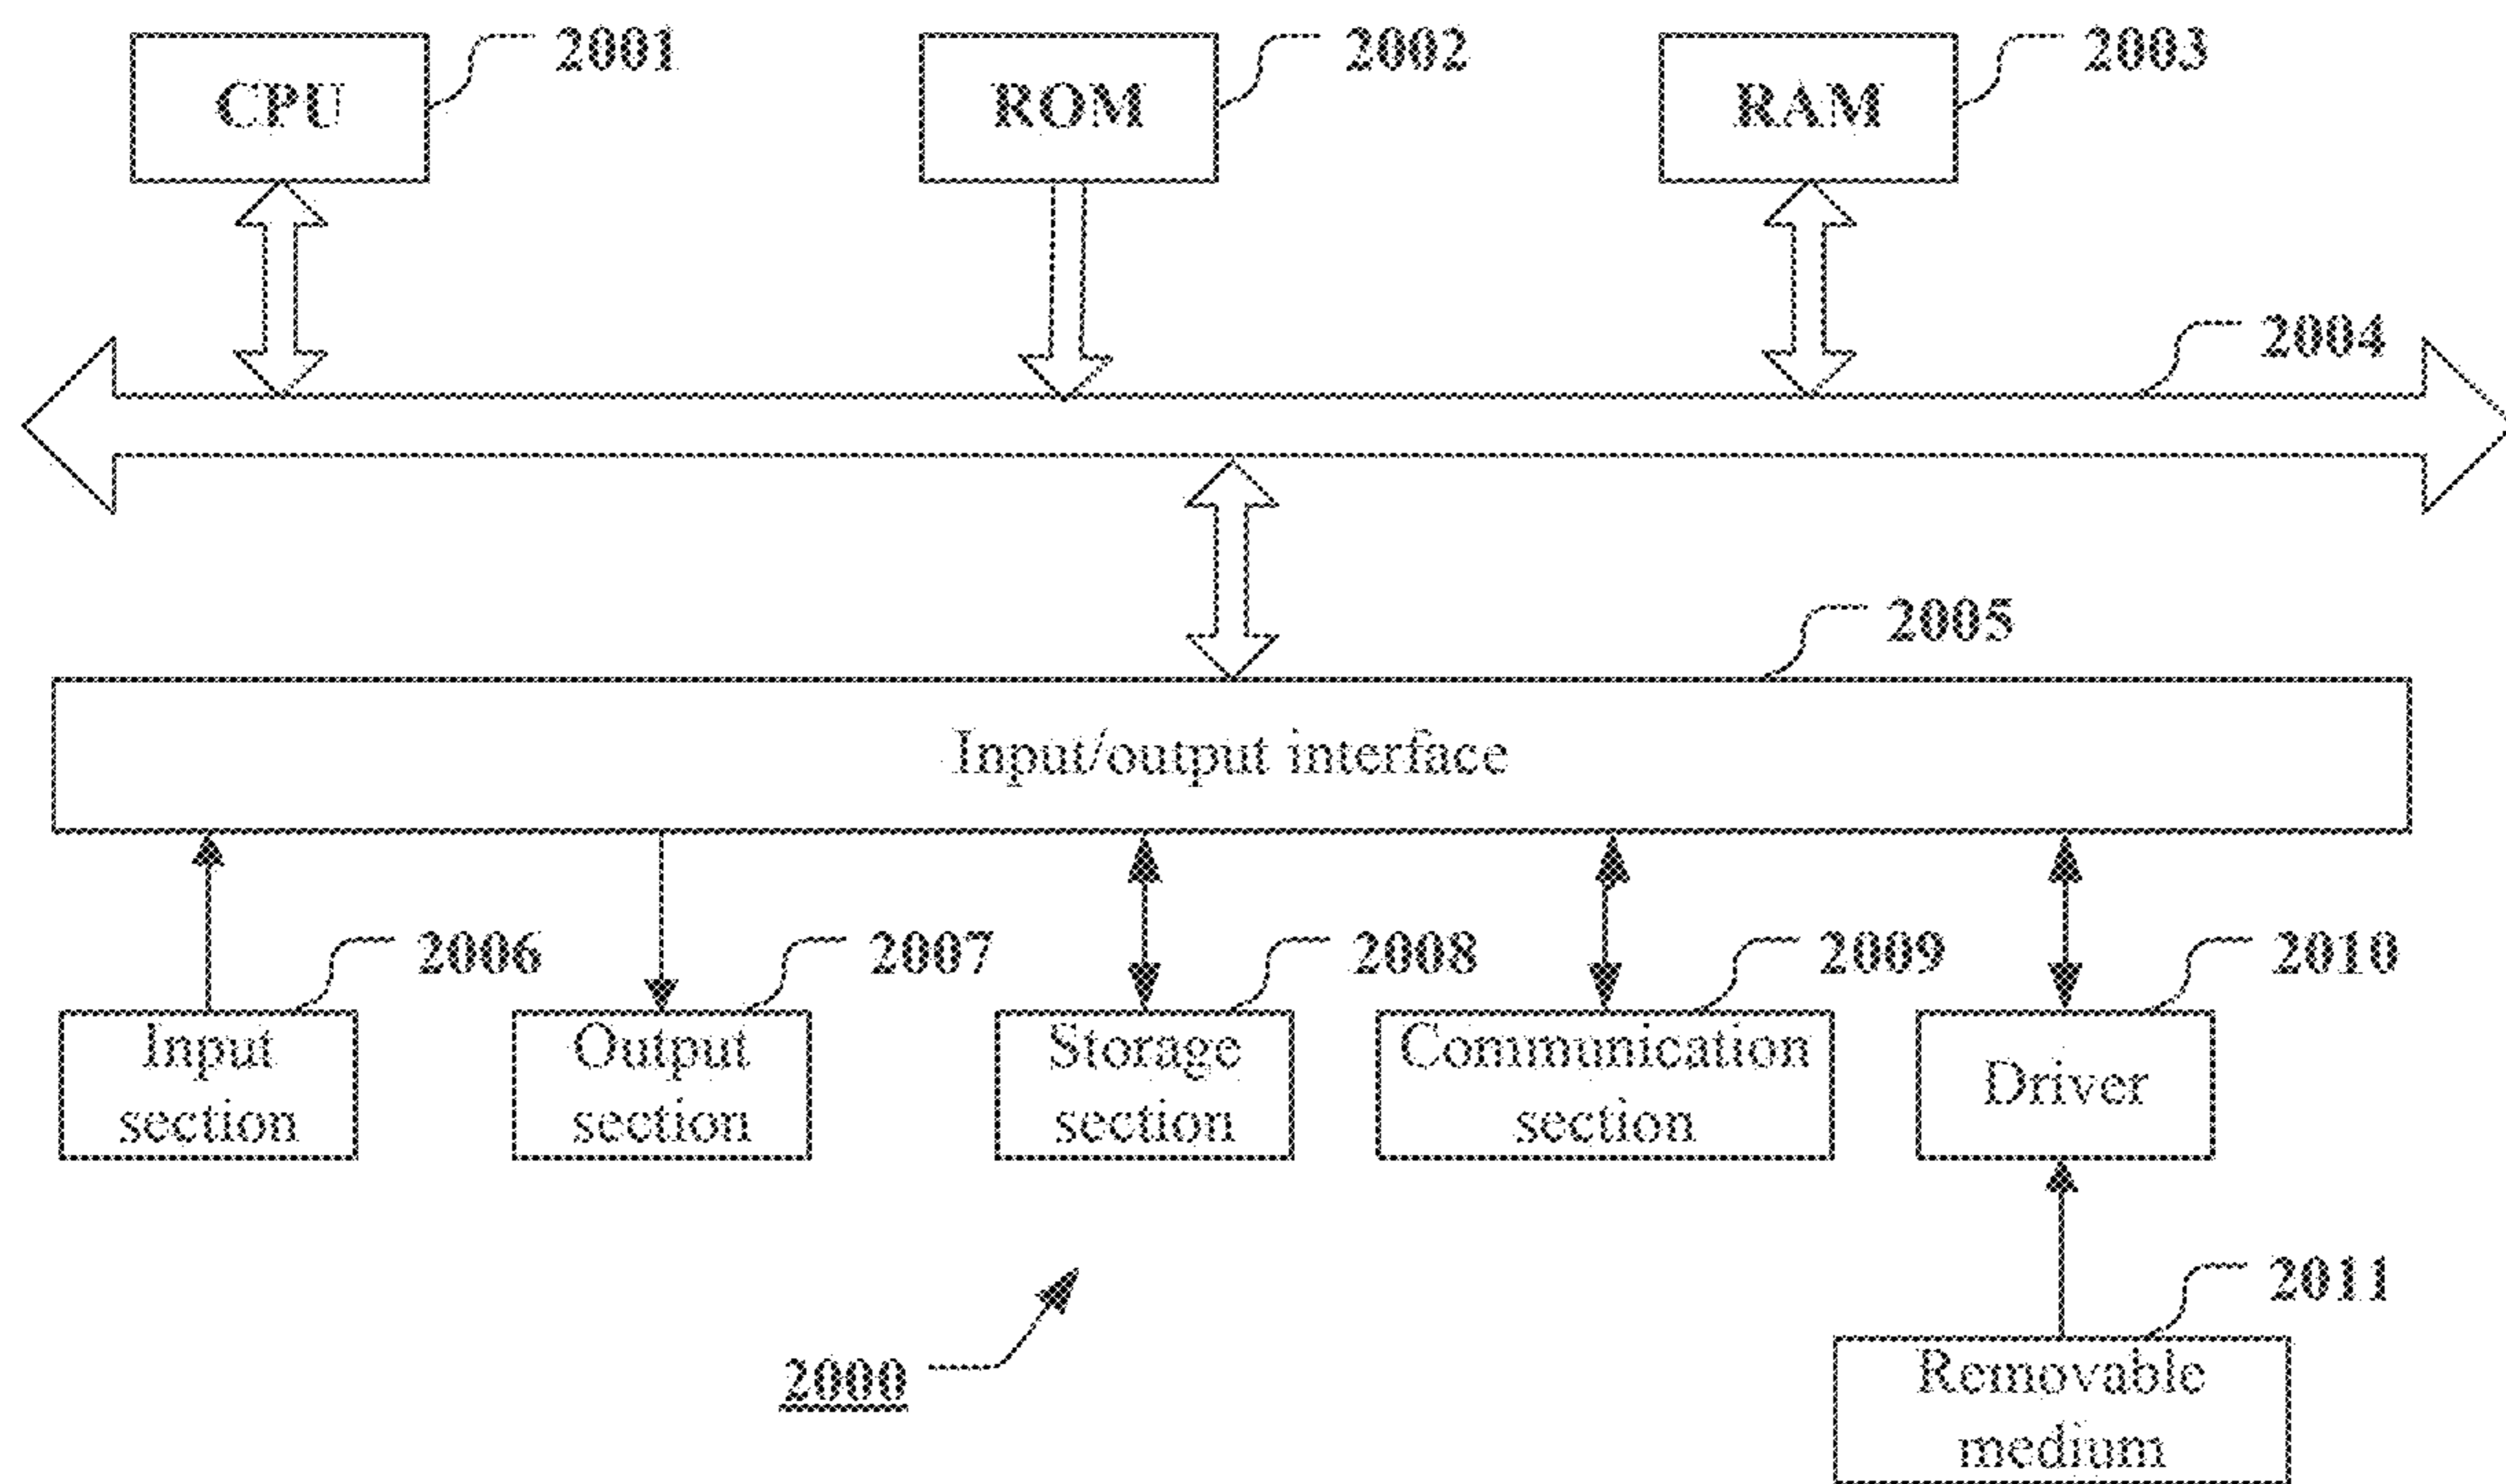 CPU 2001
ROM 2002
RAM 2003
2004
2005
Input/output interface
2006
2007
2008
2009
2010
Input
section
Output
section
Storage
section
Communication
section
Driver
2011
2000
Removable
medium